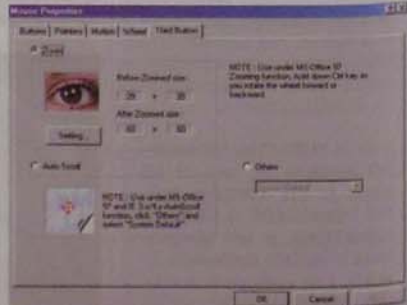 Mouse Properties
Buttons | Pointers | Motion | Wheel | Third Button
Zoom
Before Zoomed size
x
After Zoomed size
x
Setting...
NOTE : Use under MS Office 97
Zooming function, hold down Ctrl key as
you rotate the wheel forward or
backward.
Auto Scroll
NOTE : Use under MS Office
97 and IE 3.x/4.x AutoScroll
function, click "Others" and
select "System Default"
Others
OK
Cancel